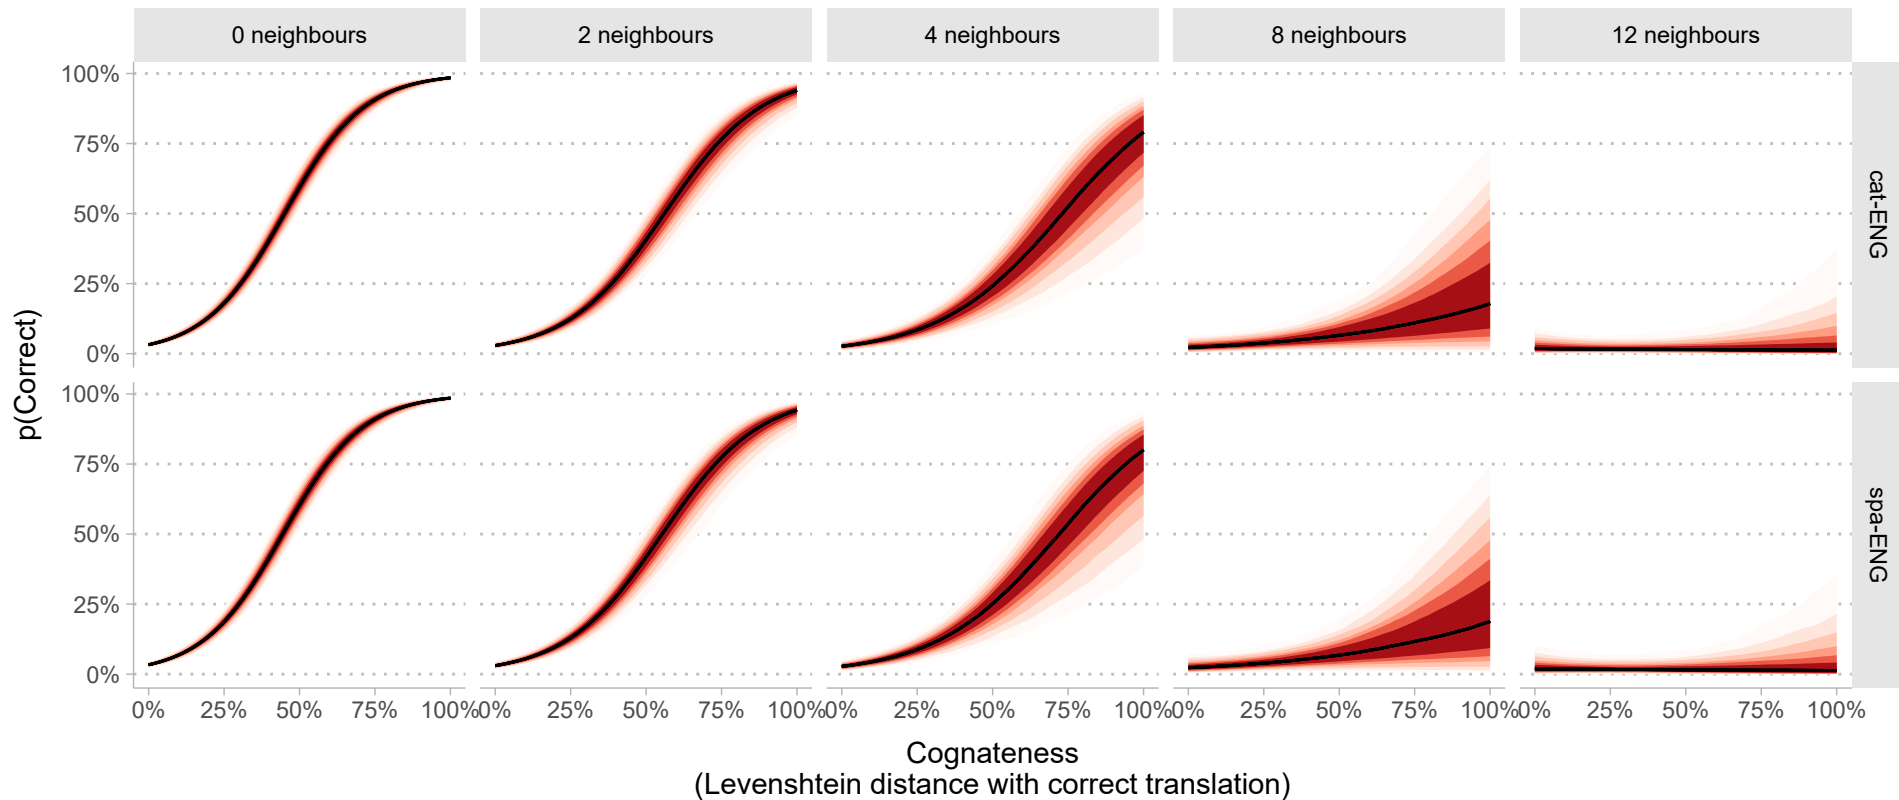 0 neighbours
2 neighbours
4 neighbours
8 neighbours
12 neighbours
100%
75%
50%
25%
0%
cat-ENG
p(Correct)
100%
75%
50%
25%
0%
spa-ENG
0% 25% 50% 75% 100%
0% 25% 50% 75% 100%
0% 25% 50% 75% 100%
0% 25% 50% 75% 100%
0% 25% 50% 75% 100%
Cognateness
(Levenshtein distance with correct translation)